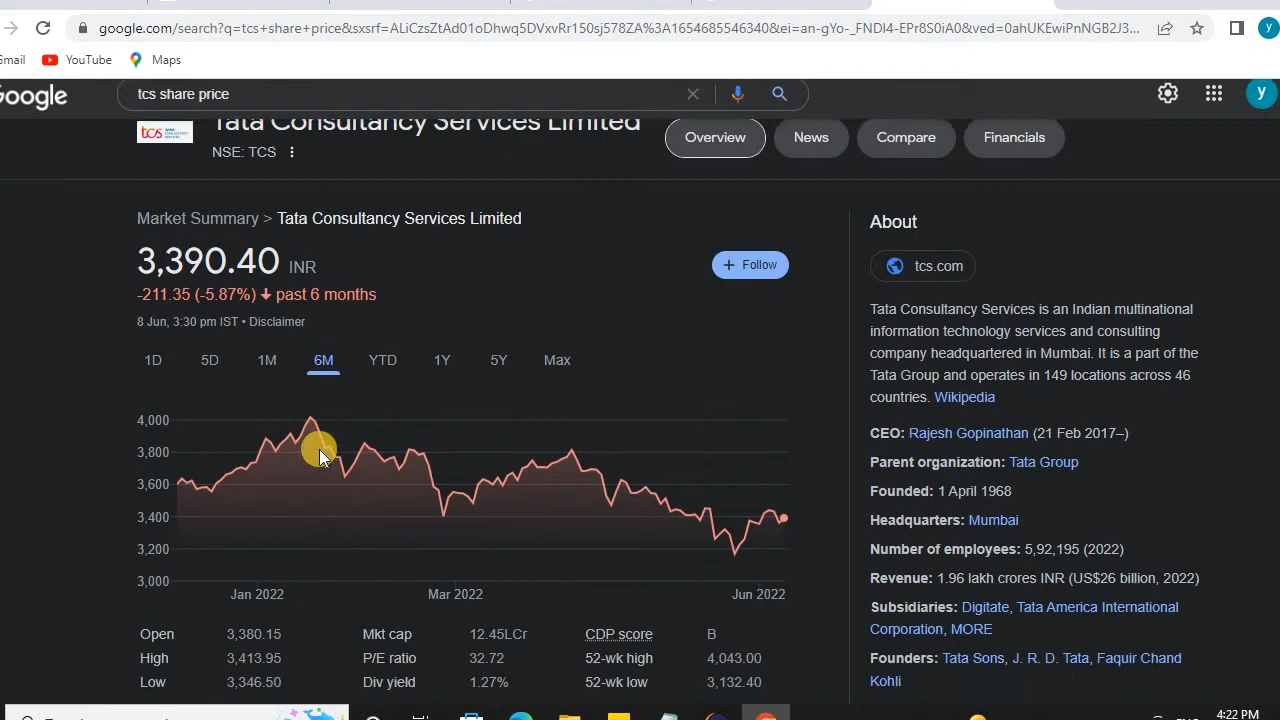 google.com/search?q=tcs+share+price&sxsrf=ALiCzsZtAd01oDhwq5DVxvRr150sj578ZA%3A1654685546340&ei=an-gYo-_FNDI4-EPr8S0iA0&ved=0ahUKEwiPnNGB2J3...
Gmail YouTube Maps
Google tcs share price
y
tcs TATA CONSULTANCY SERVICES
Tata Consultancy Services Limited
NSE: TCS
Overview News Compare Financials
Market Summary > Tata Consultancy Services Limited
3,390.40 INR
+ Follow
-211.35 (-5.87%) past 6 months
8 Jun, 3:30 pm IST • Disclaimer
1D 5D 1M 6M YTD 1Y 5Y Max
4,000
3,800
3,600
3,400
3,200
3,000
Jan 2022 Mar 2022 Jun 2022
Open 3,380.15 Mkt cap 12.45LCr CDP score B
High 3,413.95 P/E ratio 32.72 52-wk high 4,043.00
Low 3,346.50 Div yield 1.27% 52-wk low 3,132.40
About
tcs.com
Tata Consultancy Services is an Indian multinational
information technology services and consulting
company headquartered in Mumbai. It is a part of the
Tata Group and operates in 149 locations across 46
countries. Wikipedia
CEO: Rajesh Gopinathan (21 Feb 2017–)
Parent organization: Tata Group
Founded: 1 April 1968
Headquarters: Mumbai
Number of employees: 5,92,195 (2022)
Revenue: 1.96 lakh crores INR (US$26 billion, 2022)
Subsidiaries: Digitate, Tata America International
Corporation, MORE
Founders: Tata Sons, J. R. D. Tata, Faquir Chand
Kohli
4:22 PM